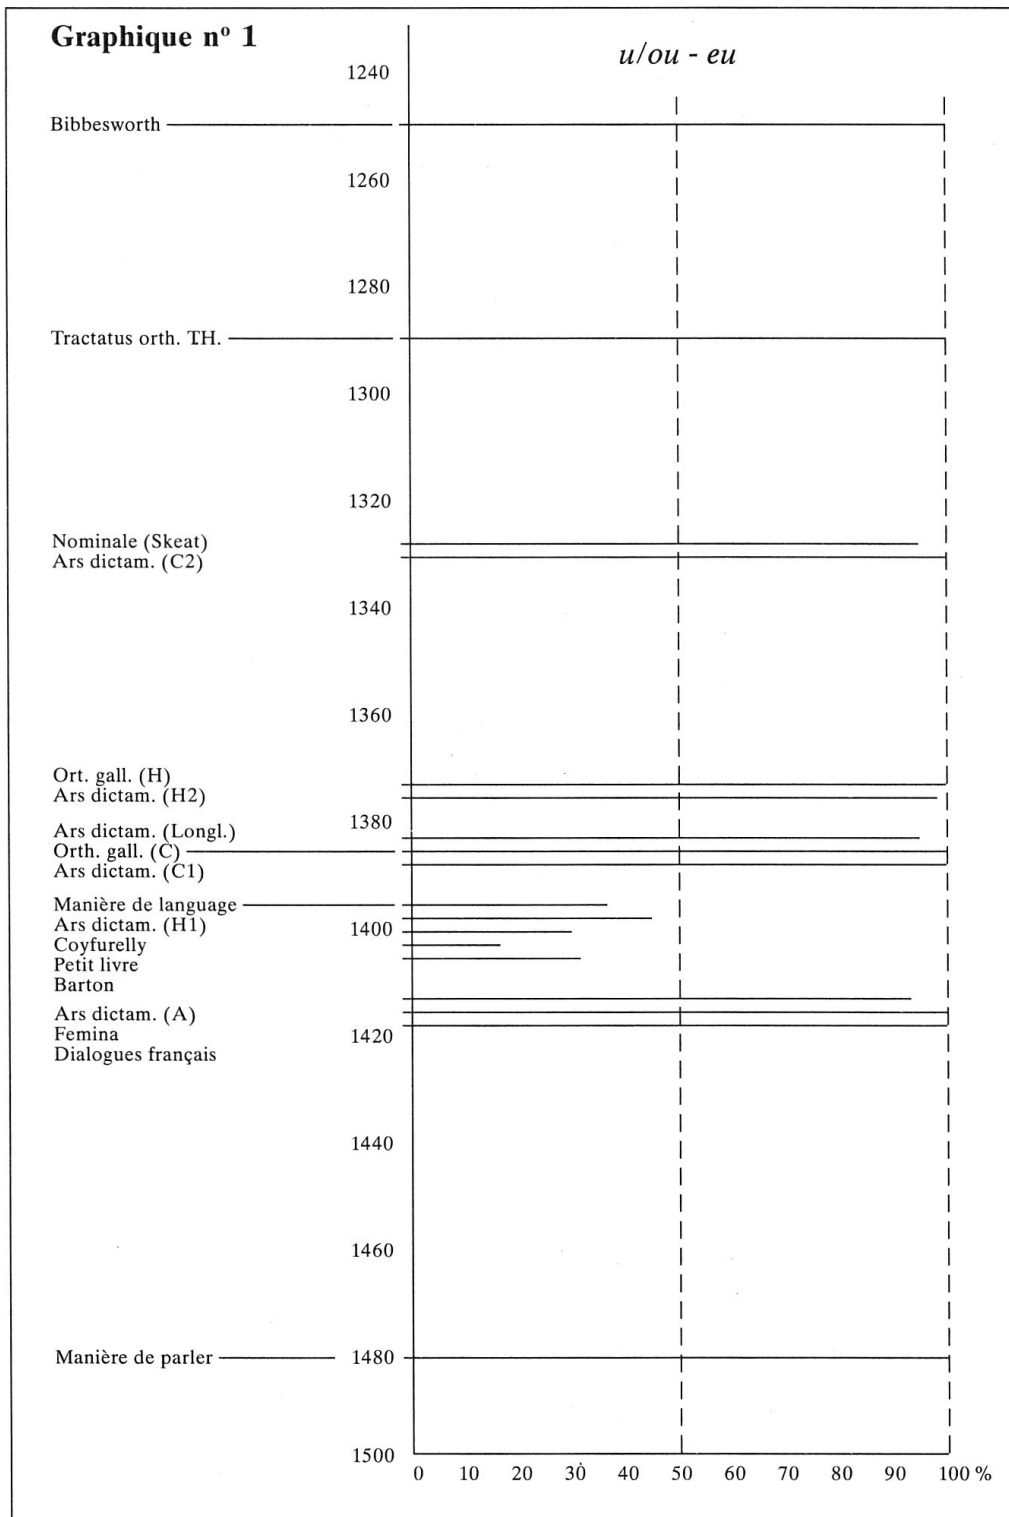 Graphique nº 1
u/ou - eu
1240
Bibbesworth
1260
1280
Tractatus orth. TH.
1300
1320
Nominale (Skeat)
Ars dictam. (C2)
1340
1360
Ort. gall. (H)
Ars dictam. (H2)
1380
Ars dictam. (Longl.)
Orth. gall. (C)
Ars dictam. (C1)
Manière de language
Ars dictam. (H1)
1400
Coyfurelly
Petit livre
Barton
Ars dictam. (A)
Femina
1420
Dialogues français
1440
1460
Manière de parler
1480
1500
0 10 20 30 40 50 60 70 80 90 100 %